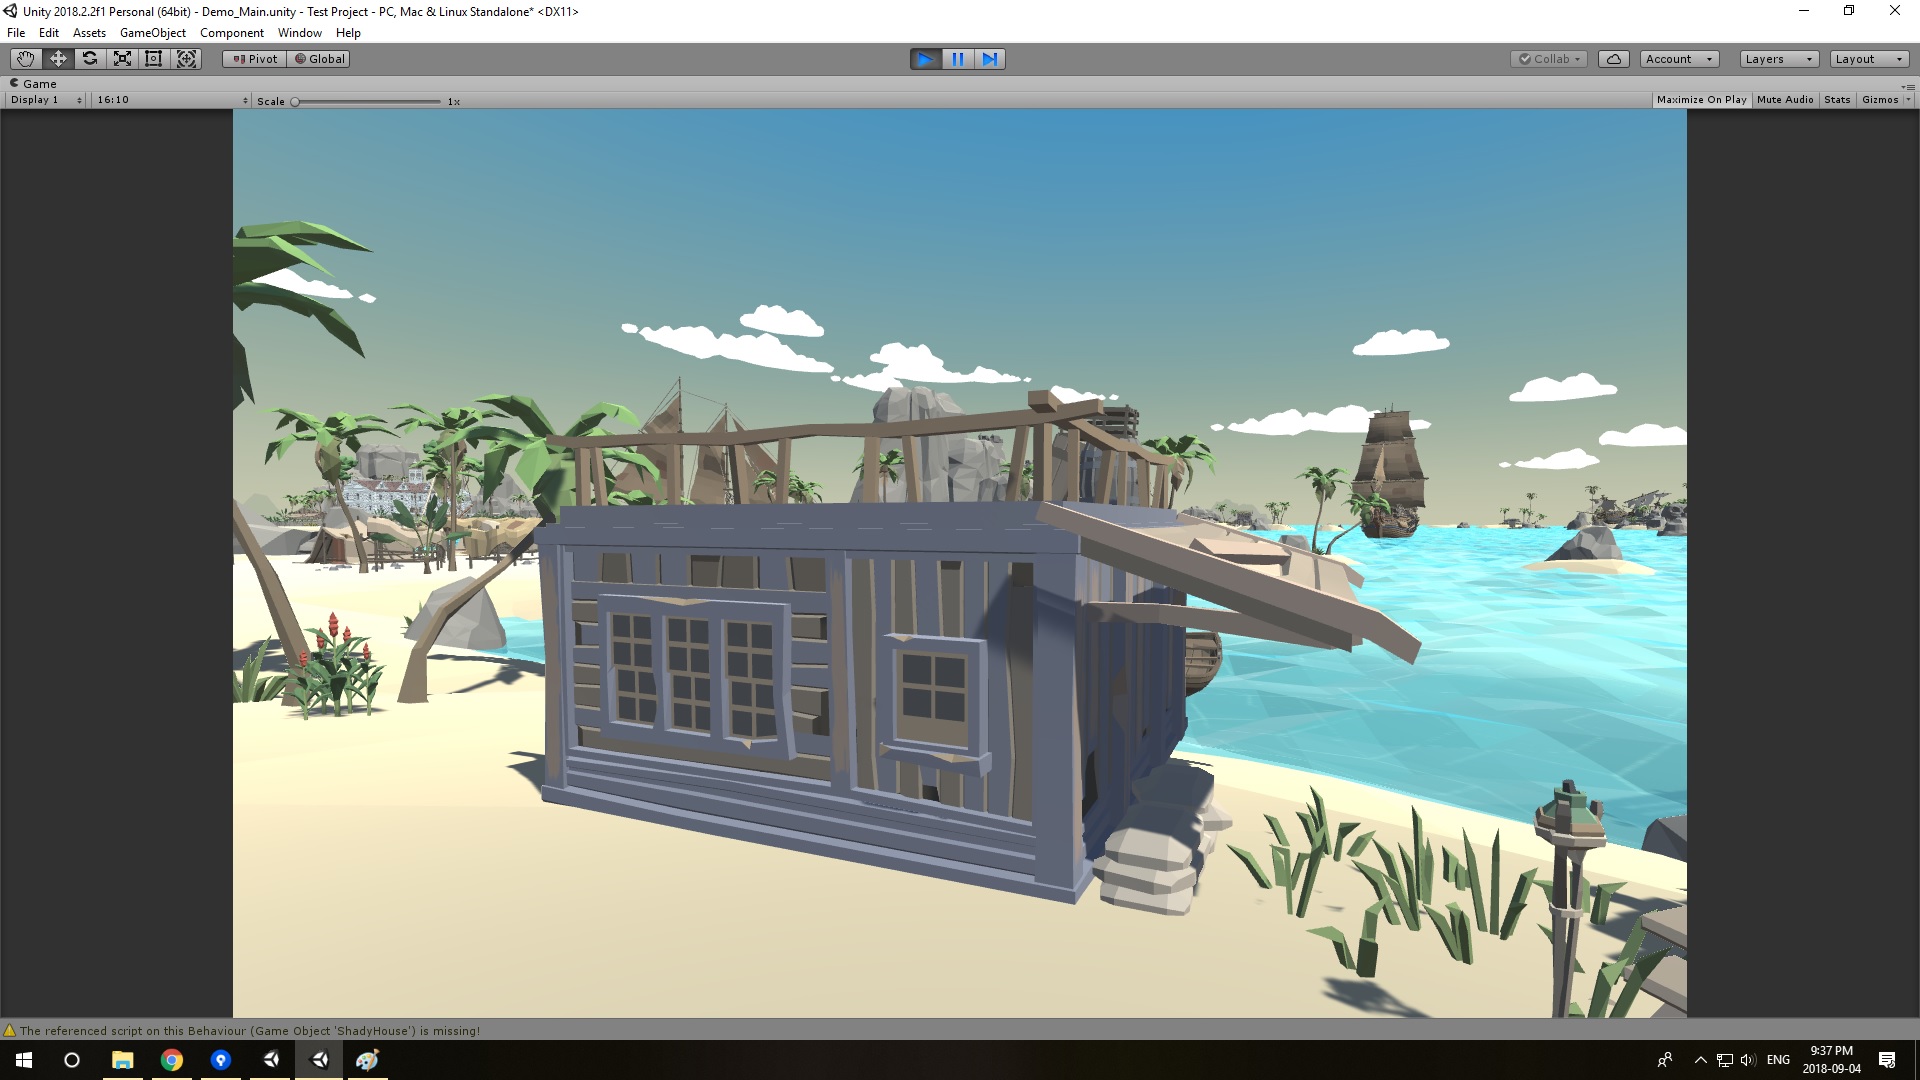 Unity 2018.2.2f1 Personal (64bit) - Demo_Main.unity - Test Project - PC, Mac & Linux Standalone* <DX11>
File Edit Assets GameObject Component Window Help
Pivot Global Collab Account Layers Layout
Game
Display 1 16:10 Scale 1x Maximize On Play Mute Audio Stats Gizmos
The referenced script on this Behaviour (Game Object 'ShadyHouse') is missing!
ENG
9:37 PM
2018-09-04